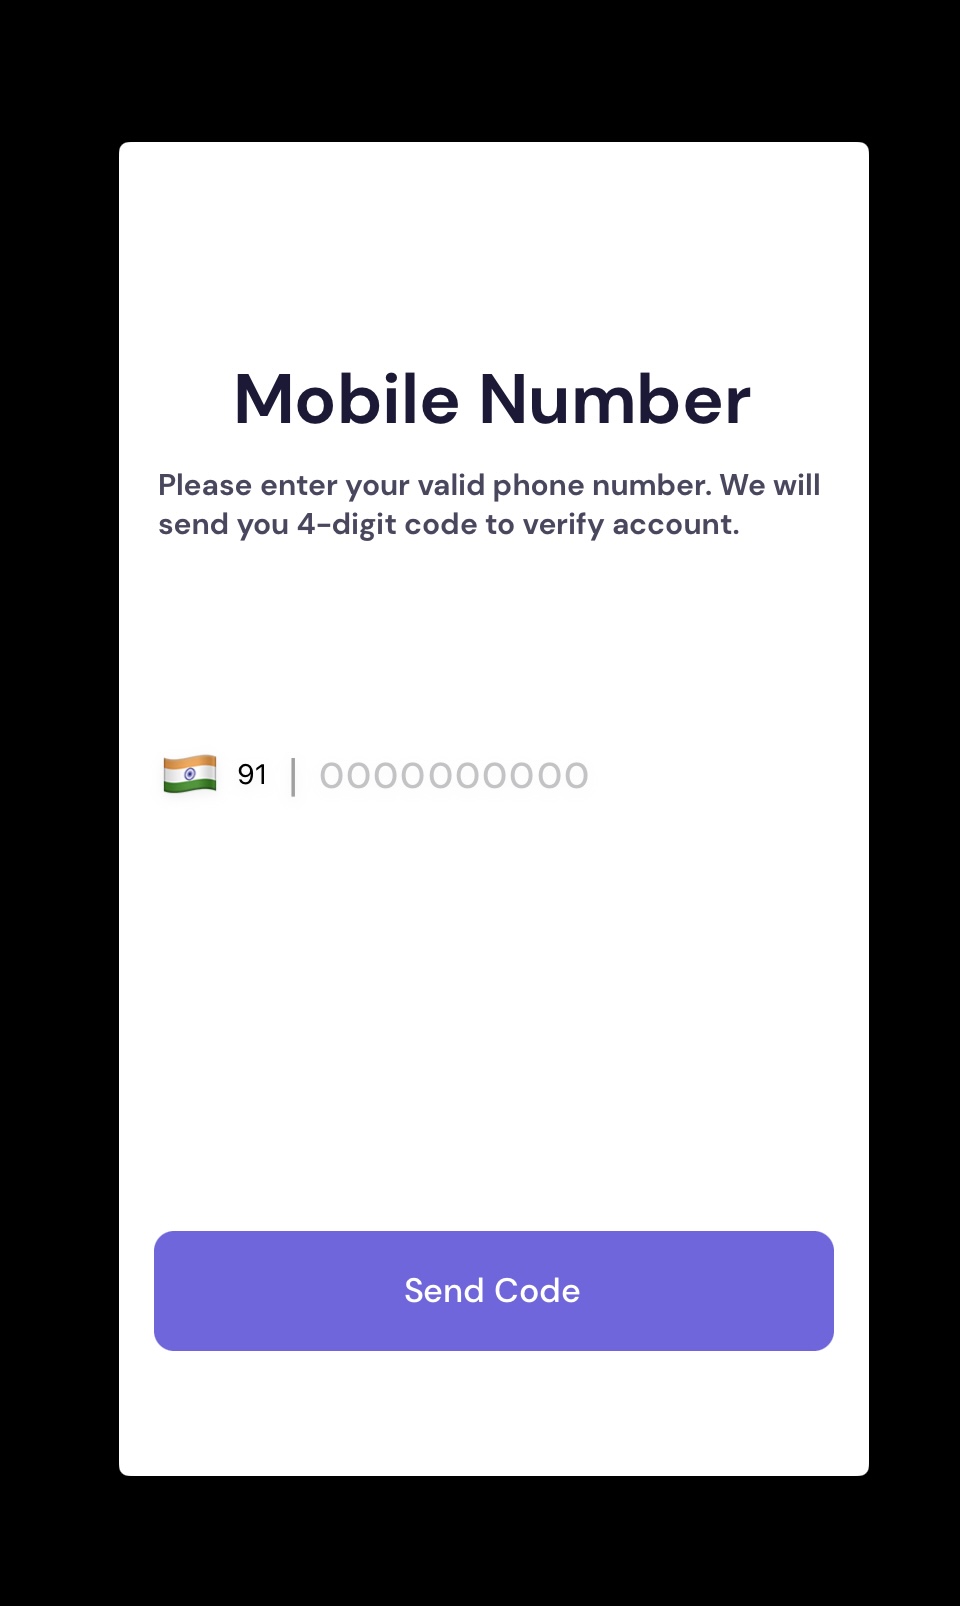 Mobile Number
Please enter your valid phone number. We will
send you 4-digit code to verify account.
🇮🇳 91 | 0000000000
Send Code